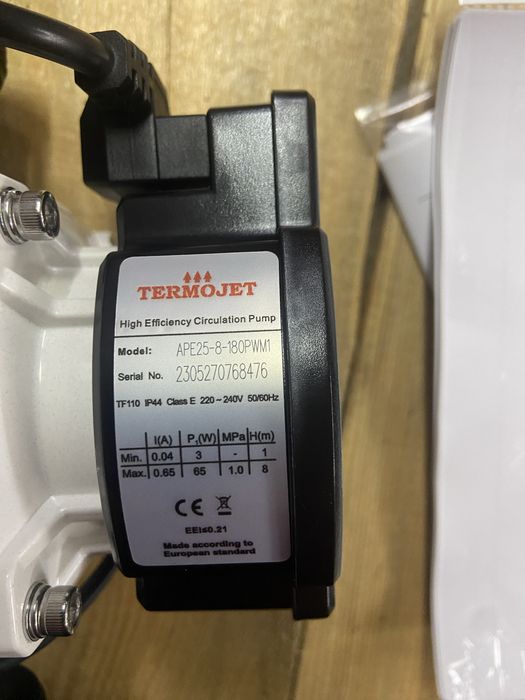 TERMOJET
High Efficiency Circulation Pump
Model: APE25-8-180PWM1
Serial No. 2305270768476
TF110 IP44 Class E 220~240V 50/60Hz
I(A) P₁(W) MPa H(m)
Min. 0.04 3 - 1
Max. 0.65 65 1.0 8
CE
EEI≤0.21
Made according to
European standard